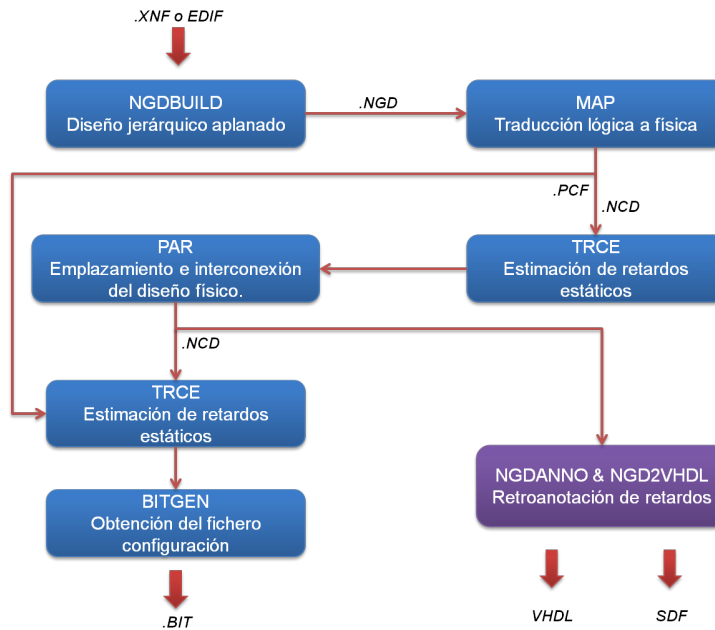 .XNF o EDIF
NGDBUILD
Diseño jerárquico aplanado
.NGD
MAP
Traducción lógica a física
.PCF
.NCD
PAR
Emplazamiento e interconexión
del diseño físico.
TRCE
Estimación de retardos
estáticos
.NCD
TRCE
Estimación de retardos
estáticos
NGDANNO & NGD2VHDL
Retroanotación de retardos
BITGEN
Obtención del fichero
configuración
.BIT
VHDL
SDF